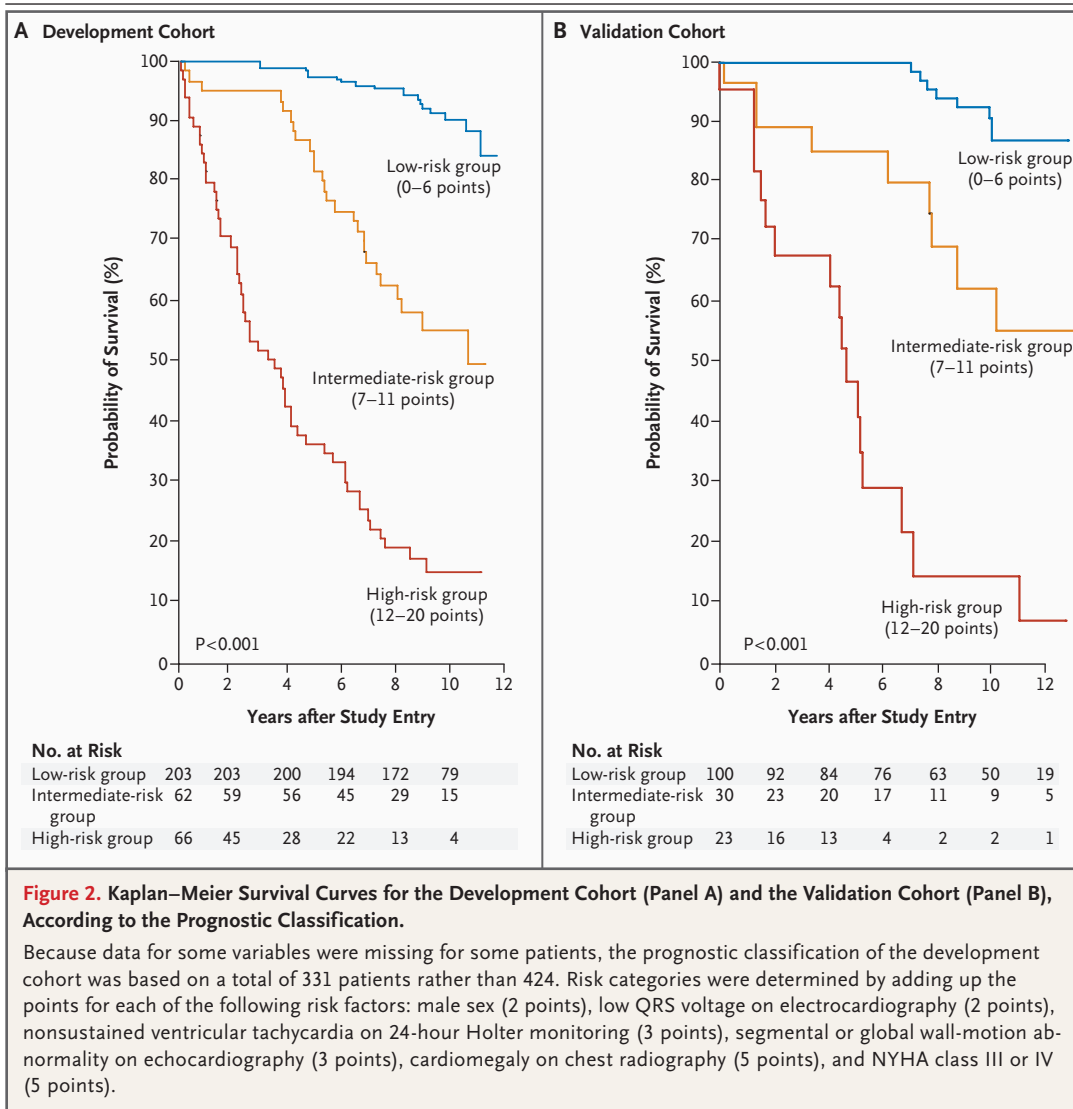 A Development Cohort
100
90
80
70
60
50
40
30
20
10
0
Probability of Survival (%)
Low-risk group
(0–6 points)
Intermediate-risk group
(7–11 points)
High-risk group
(12–20 points)
P<0.001
0 2 4 6 8 10 12
Years after Study Entry
No. at Risk
Low-risk group 203 203 200 194 172 79
Intermediate-risk 62 59 56 45 29 15
group
High-risk group 66 45 28 22 13 4
B Validation Cohort
100
90
80
70
60
50
40
30
20
10
0
Probability of Survival (%)
Low-risk group
(0–6 points)
Intermediate-risk group
(7–11 points)
High-risk group
(12–20 points)
P<0.001
0 2 4 6 8 10 12
Years after Study Entry
No. at Risk
Low-risk group 100 92 84 76 63 50 19
Intermediate-risk 30 23 20 17 11 9 5
group
High-risk group 23 16 13 4 2 2 1
Figure 2. Kaplan–Meier Survival Curves for the Development Cohort (Panel A) and the Validation Cohort (Panel B),
According to the Prognostic Classification.
Because data for some variables were missing for some patients, the prognostic classification of the development
cohort was based on a total of 331 patients rather than 424. Risk categories were determined by adding up the
points for each of the following risk factors: male sex (2 points), low QRS voltage on electrocardiography (2 points),
nonsustained ventricular tachycardia on 24-hour Holter monitoring (3 points), segmental or global wall-motion ab-
normality on echocardiography (3 points), cardiomegaly on chest radiography (5 points), and NYHA class III or IV
(5 points).